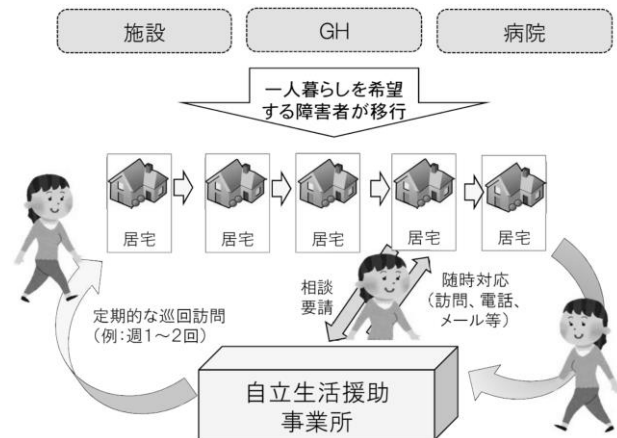 施設
GH
病院
一人暮らしを希望
する障害者が移行
居宅
居宅
居宅
居宅
居宅
定期的な巡回訪問
(例:週1~2回)
相談
要請
随時対応
(訪問、電話、
メール等)
自立生活援助
事業所